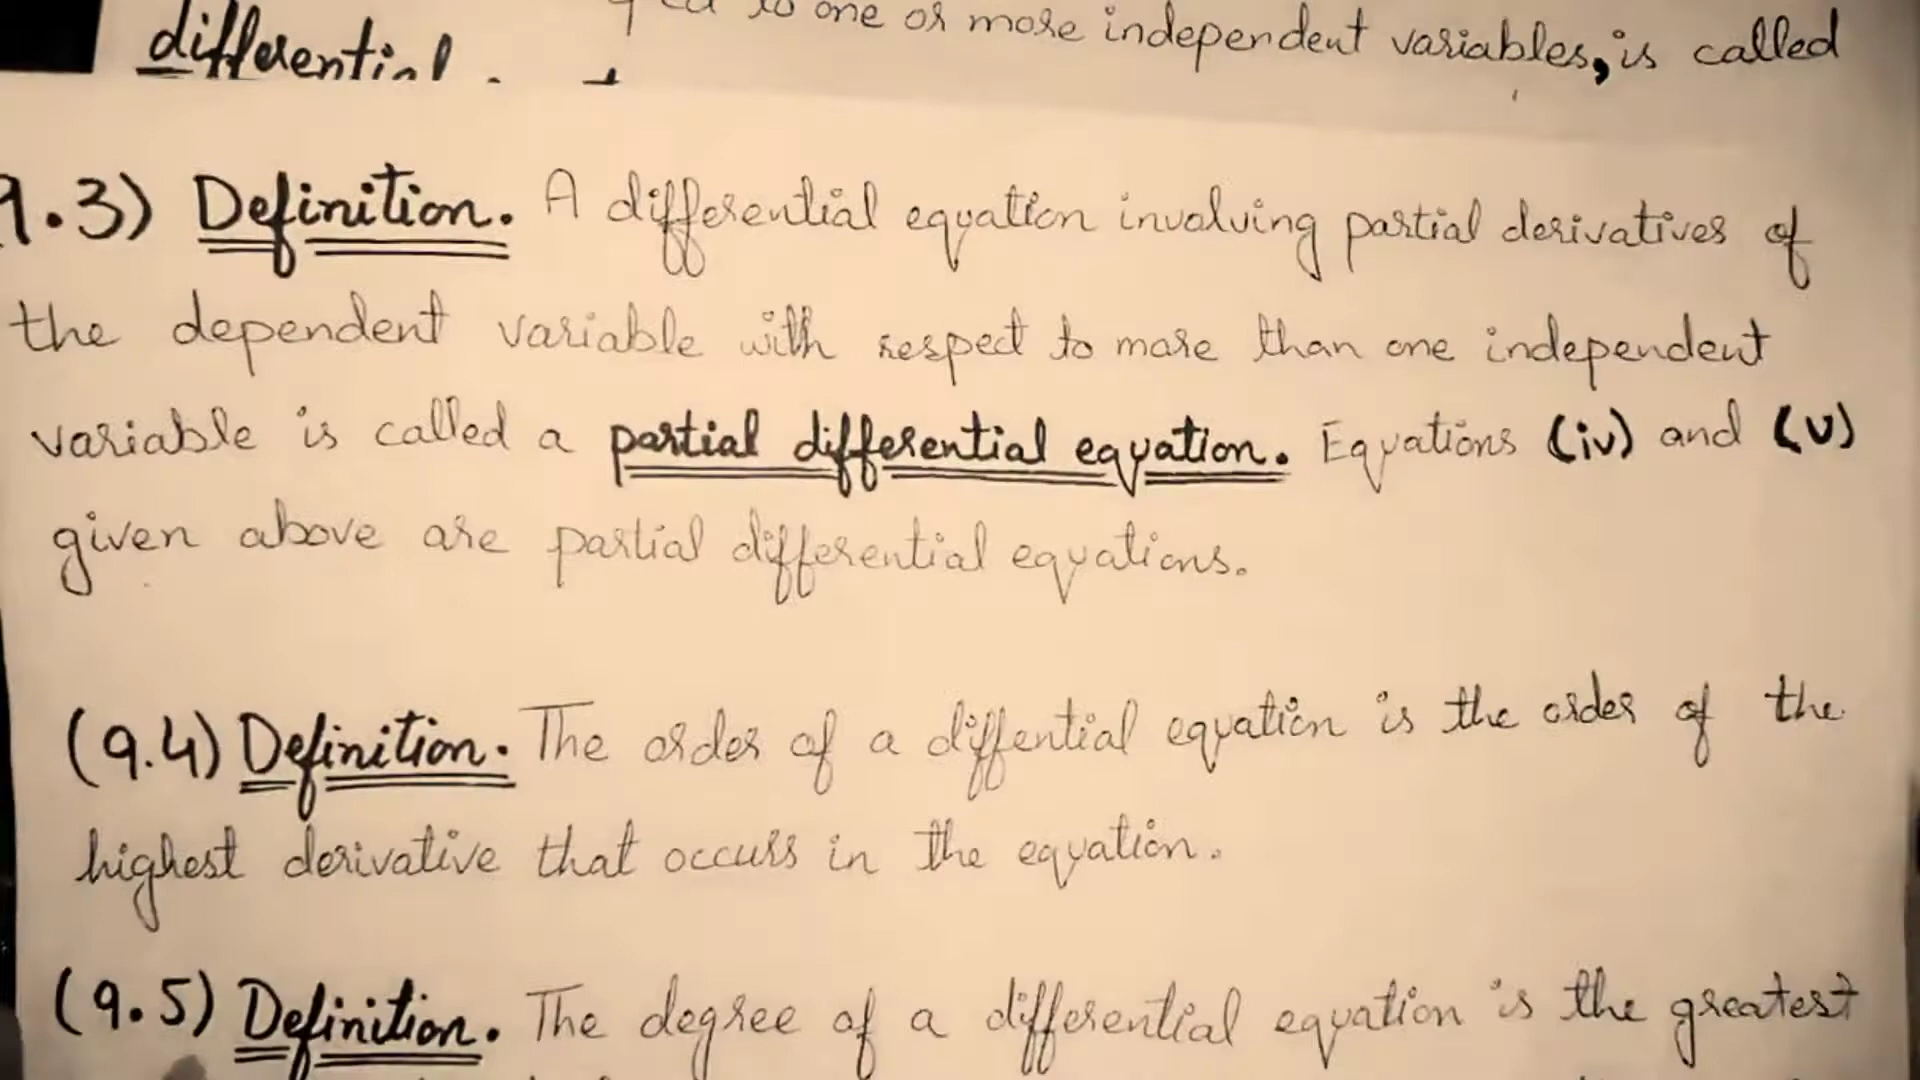 to one or more independent variables, is called
differential
9.3) Definition. A differential equation involving partial derivatives of
the dependent variable with respect to more than one independent
variable is called a partial differential equation. Equations (iv) and (v)
given above are partial differential equations.
(9.4) Definition. The order of a diffential equation is the order of the
highest derivative that occurs in the equation.
(9.5) Definition. The degree of a differential equation is the greatest